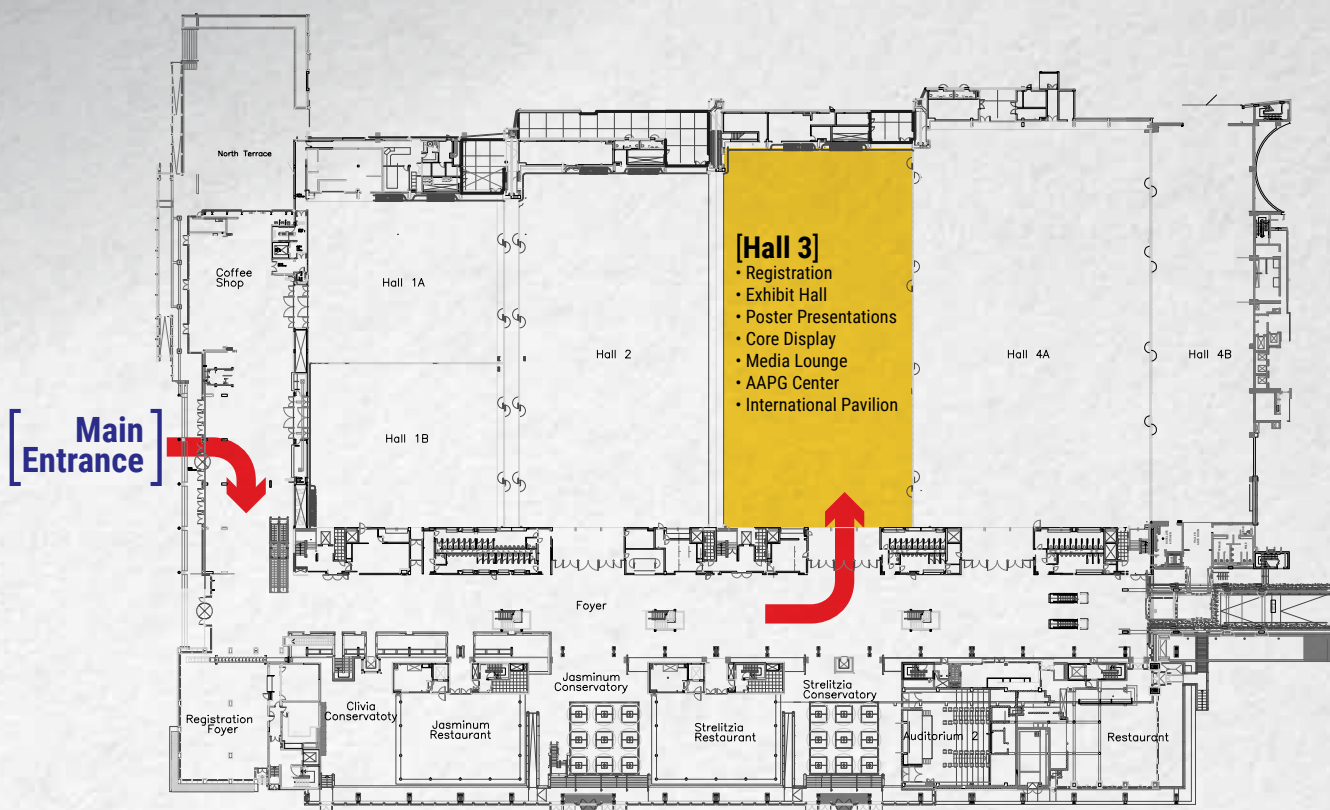 North Terrace
Coffee
Shop
Hall 1A
Hall 1B
Hall 2
[Hall 3]
• Registration
• Exhibit Hall
• Poster Presentations
• Core Display
• Media Lounge
• AAPG Center
• International Pavilion
Hall 4A
Hall 4B
[Main
Entrance]
Foyer
Registration
Foyer
Clivia
Conservatoty
Jasminum
Restaurant
Jasminum
Conservatory
Strelitzia
Restaurant
Strelitzia
Conservatory
Auditorium 2
Restaurant